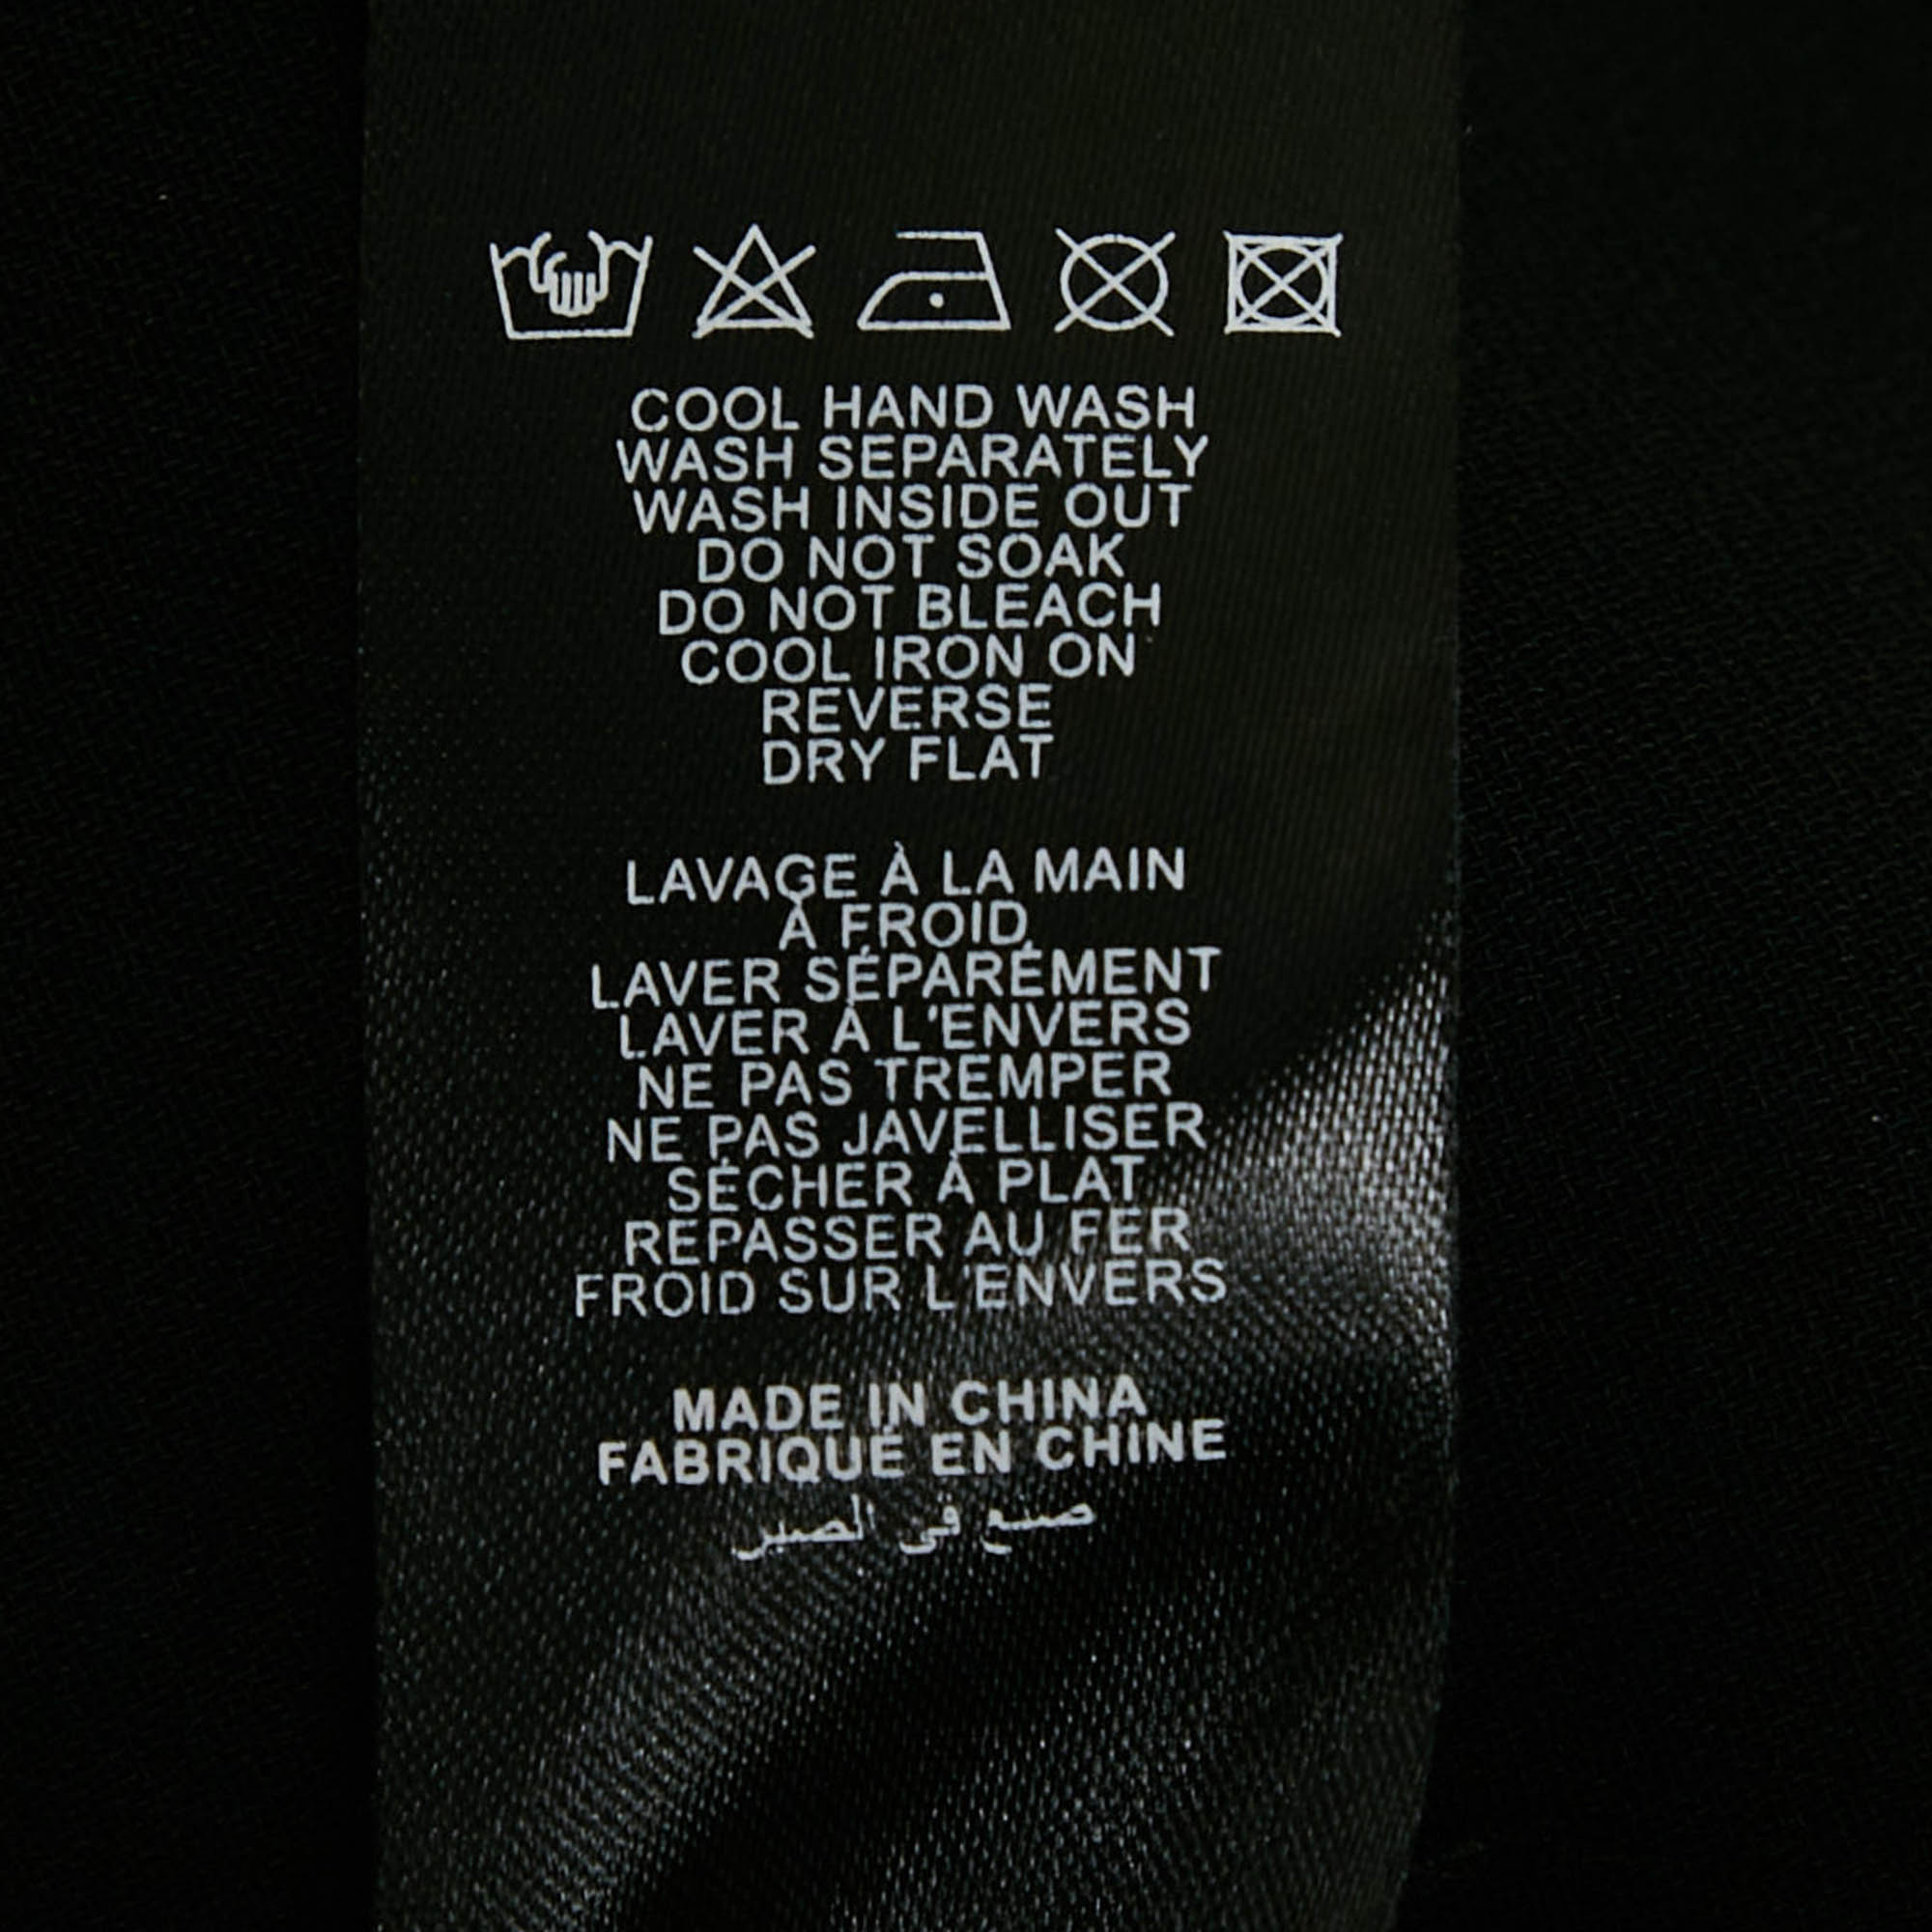 COOL HAND WASH
WASH SEPARATELY
WASH INSIDE OUT
DO NOT SOAK
DO NOT BLEACH
COOL IRON ON
REVERSE
DRY FLAT
LAVAGE À LA MAIN
À FROID
LAVER SÉPARÉMENT
LAVER À L'ENVERS
NE PAS TREMPER
NE PAS JAVELLISER
SÉCHER À PLAT
REPASSER AU FER
FROID SUR L'ENVERS
MADE IN CHINA
FABRIQUÉ EN CHINE
صنع في الصين